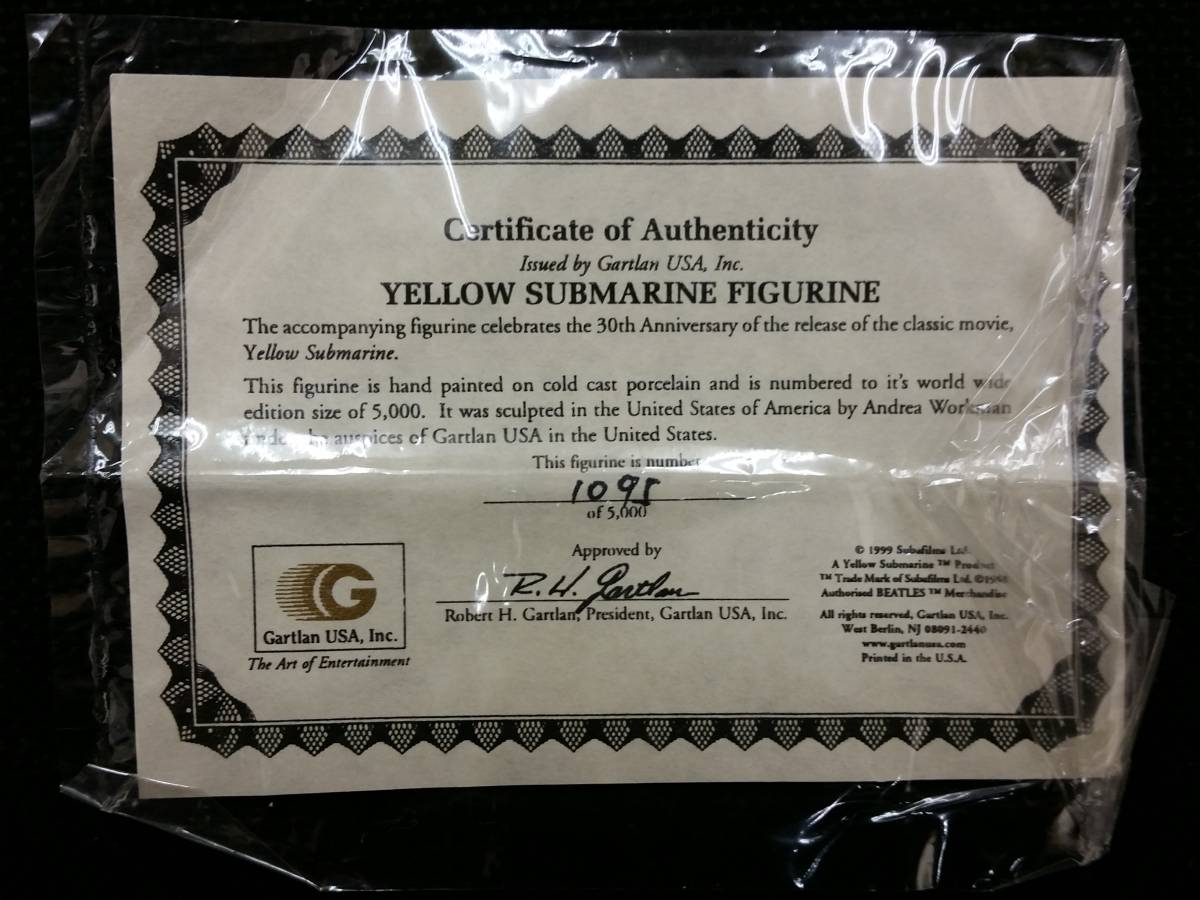 Certificate of Authenticity
Issued by Gartlan USA, Inc.
YELLOW SUBMARINE FIGURINE
The accompanying figurine celebrates the 30th Anniversary of the release of the classic movie,
Yellow Submarine.
This figurine is hand painted on cold cast porcelain and is numbered to it's world wide
edition size of 5,000. It was sculpted in the United States of America by Andrea Workman
auspices of Gartlan USA in the United States.
This figurine is number
1095
of 5,000
Approved by
R. H. Gartlan
Robert H. Gartlan, President, Gartlan USA, Inc.
G
Gartlan USA, Inc.
The Art of Entertainment
© 1999 Subafilms Ltd.
A Yellow Submarine ™ Product
™ Trade Mark of Subafilms Ltd.
Authorised BEATLES ™ Merchandise
All rights reserved, Gartlan USA, Inc.
West Berlin, NJ 08091-2440
www.gartlanusa.com
Printed in the U.S.A.